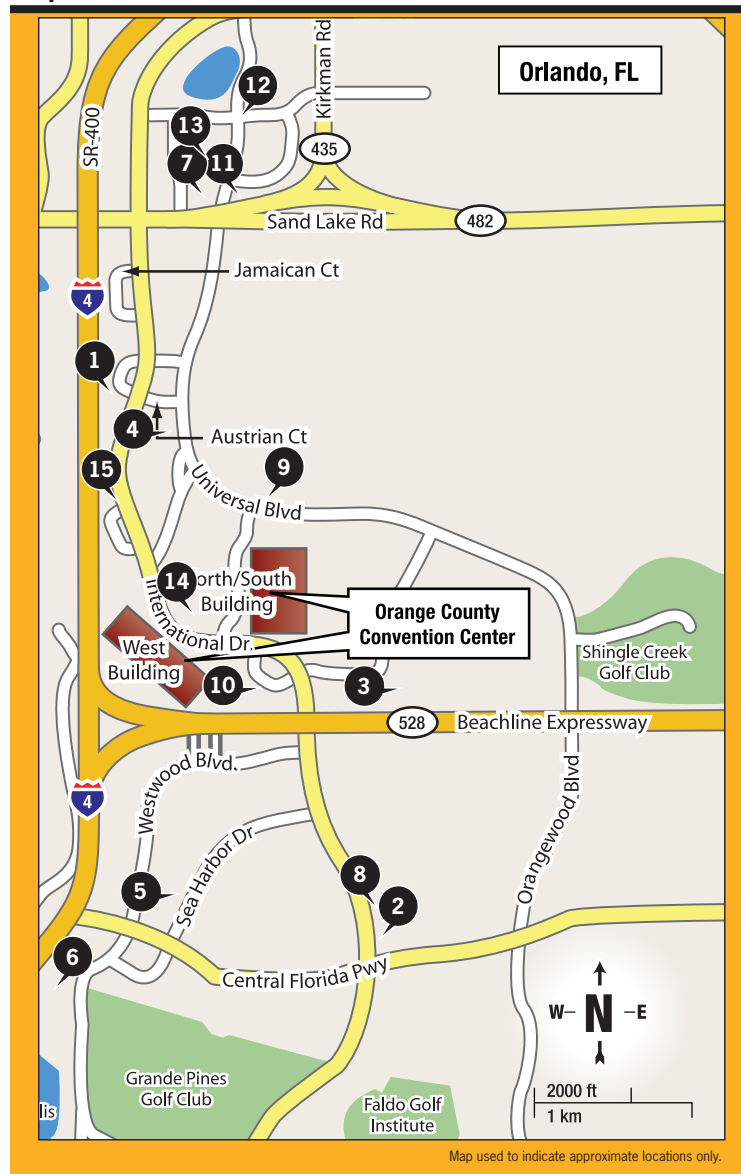 Orlando, FL
SR-400
Kirkman Rd
12
13
435
7
11
Sand Lake Rd
482
Jamaican Ct
4
1
4
Austrian Ct
15
9
Universal Blvd
14
orth/South
Building
International Dr.
Orange County
Convention Center
West
Building
Shingle Creek
Golf Club
10
3
528
Beachline Expressway
Westwood Blvd.
4
Orangewood Blvd
Sea Harbor Dr
5
8
2
6
Central Florida Pwy
W
N
E
Grande Pines
Golf Club
Faldo Golf
Institute
2000 ft
1 km
lis
Map used to indicate approximate locations only.